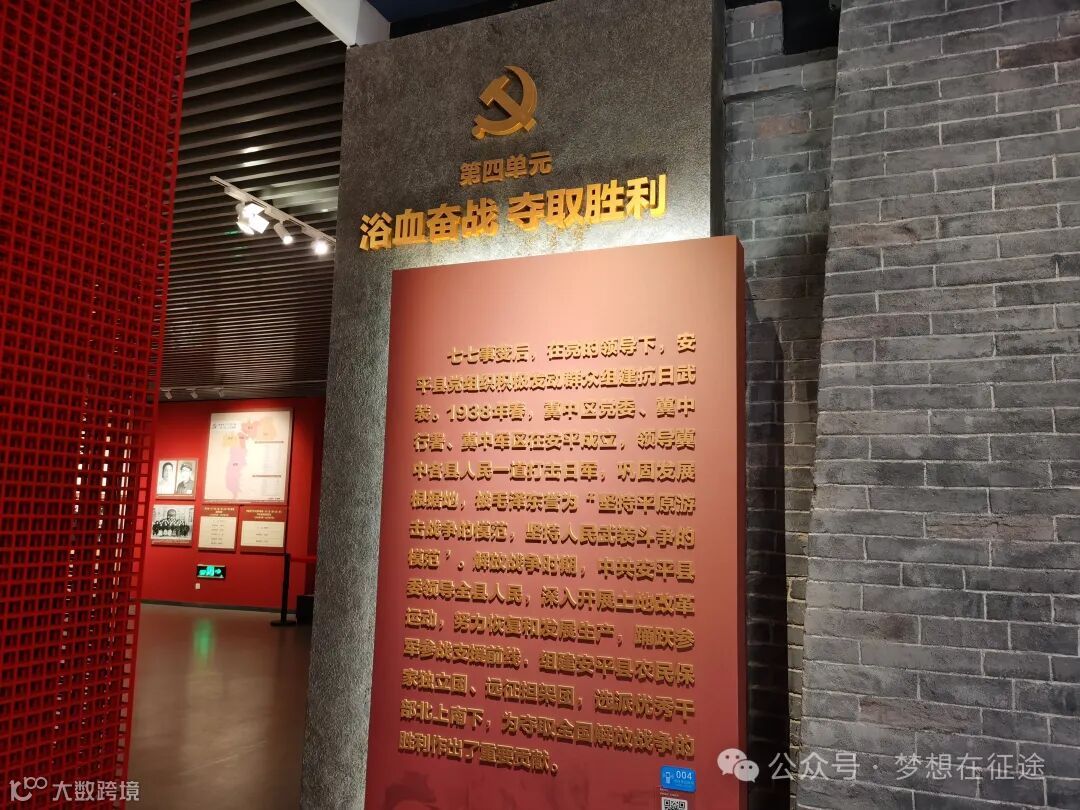 第四单元
浴血奋战 夺取胜利
七七事变后，在党的领导下，安
平县党组织积极发动群众组建抗日武
装。1938年春，冀中区党委、冀中
行署、冀中军区在安平成立，领导冀
中各县人民一道打击日军，巩固发展
根据地，被毛泽东誉为“坚持平原游
击战争的模范，坚持人民武装斗争的
模范”。解放战争时期，中共安平县
委领导全县人民，深入开展土地改革
运动，努力恢复和发展生产，踊跃参
军参战支援前线，组建安平县农民保
家独立团、远征担架团，选派优秀干
部北上南下，为夺取全国解放战争的
胜利作出了重要贡献。
004
公众号·梦想在征途
大数跨境